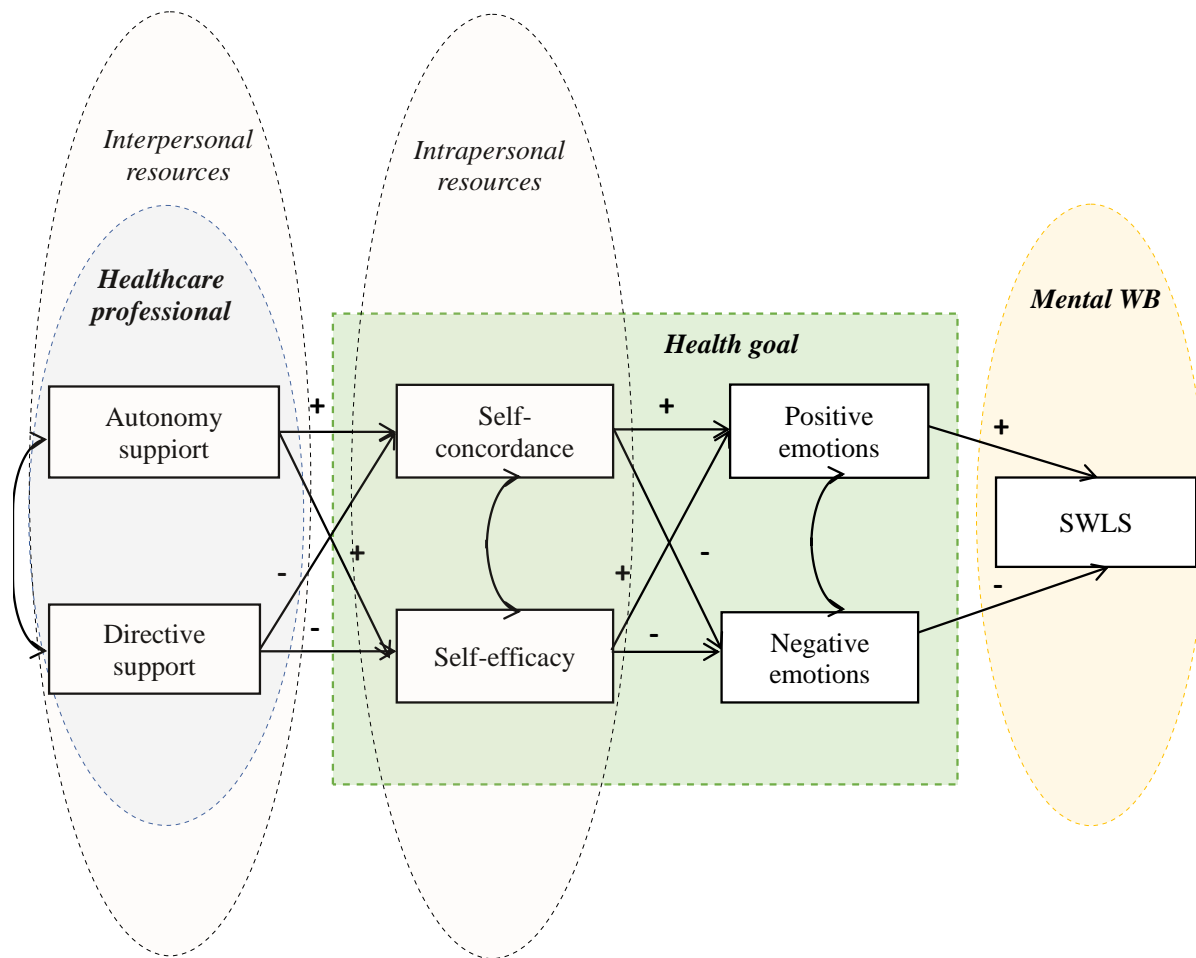 Interpersonal
resources
Intrapersonal
resources
Healthcare
professional
Mental WB
Health goal
Autonomy
suppiort
+
Self-
concordance
+
Positive
emotions
+
SWLS
-
+
+
-
-
Directive
support
-
Self-efficacy
-
Negative
emotions